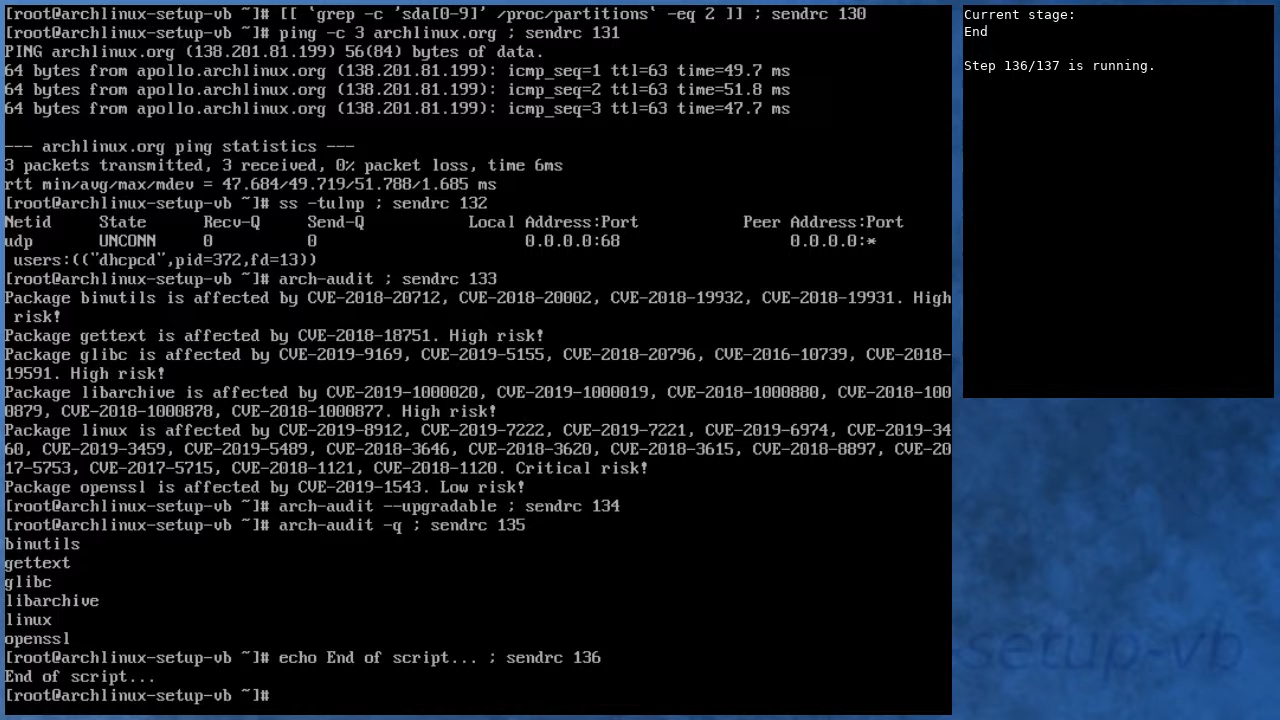 [root@archlinux-setup-vb ~]# [[ `grep -c 'sda[0-9]' /proc/partitions` -eq 2 ]] ; sendrc 130
[root@archlinux-setup-vb ~]# ping -c 3 archlinux.org ; sendrc 131
PING archlinux.org (138.201.81.199) 56(84) bytes of data.
64 bytes from apollo.archlinux.org (138.201.81.199): icmp_seq=1 ttl=63 time=49.7 ms
64 bytes from apollo.archlinux.org (138.201.81.199): icmp_seq=2 ttl=63 time=51.8 ms
64 bytes from apollo.archlinux.org (138.201.81.199): icmp_seq=3 ttl=63 time=47.7 ms
--- archlinux.org ping statistics ---
3 packets transmitted, 3 received, 0% packet loss, time 6ms
rtt min/avg/max/mdev = 47.684/49.719/51.788/1.685 ms
[root@archlinux-setup-vb ~]# ss -tulnp ; sendrc 132
Netid State Recv-Q Send-Q Local Address:Port Peer Address:Port
udp UNCONN 0 0 0.0.0.0:68 0.0.0.0:*
users:(("dhcpcd",pid=372,fd=13))
[root@archlinux-setup-vb ~]# arch-audit ; sendrc 133
Package binutils is affected by CVE-2018-20712, CVE-2018-20002, CVE-2018-19932, CVE-2018-19931. High
risk!
Package gettext is affected by CVE-2018-18751. High risk!
Package glibc is affected by CVE-2019-9169, CVE-2019-5155, CVE-2018-20796, CVE-2016-10739, CVE-2018-
19591. High risk!
Package libarchive is affected by CVE-2019-1000020, CVE-2019-1000019, CVE-2018-1000880, CVE-2018-100
0879, CVE-2018-1000878, CVE-2018-1000877. High risk!
Package linux is affected by CVE-2019-8912, CVE-2019-7222, CVE-2019-7221, CVE-2019-6974, CVE-2019-34
60, CVE-2019-3459, CVE-2019-5489, CVE-2018-3646, CVE-2018-3620, CVE-2018-3615, CVE-2018-8897, CVE-20
17-5753, CVE-2017-5715, CVE-2018-1121, CVE-2018-1120. Critical risk!
Package openssl is affected by CVE-2019-1543. Low risk!
[root@archlinux-setup-vb ~]# arch-audit --upgradable ; sendrc 134
[root@archlinux-setup-vb ~]# arch-audit -q ; sendrc 135
binutils
gettext
glibc
libarchive
linux
openssl
[root@archlinux-setup-vb ~]# echo End of script... ; sendrc 136
End of script...
[root@archlinux-setup-vb ~]#
Current stage:
End
Step 136/137 is running.
setup-vb